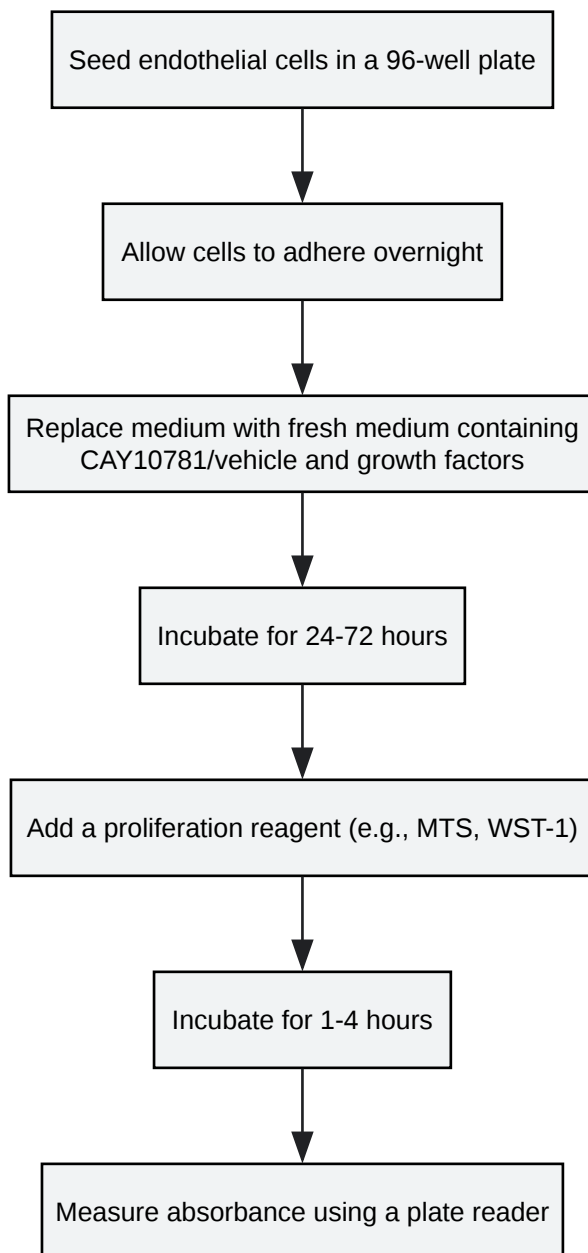 Seed endothelial cells in a 96-well plate
Allow cells to adhere overnight
Replace medium with fresh medium containing
CAY10781/vehicle and growth factors
Incubate for 24-72 hours
Add a proliferation reagent (e.g., MTS, WST-1)
Incubate for 1-4 hours
Measure absorbance using a plate reader